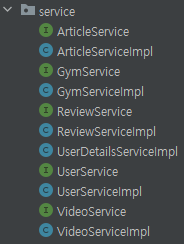 service
I ArticleService
C ArticleServiceImpl
I GymService
C GymServiceImpl
I ReviewService
C ReviewServiceImpl
C UserDetailsServiceImpl
I UserService
C UserServiceImpl
I VideoService
C VideoServiceImpl